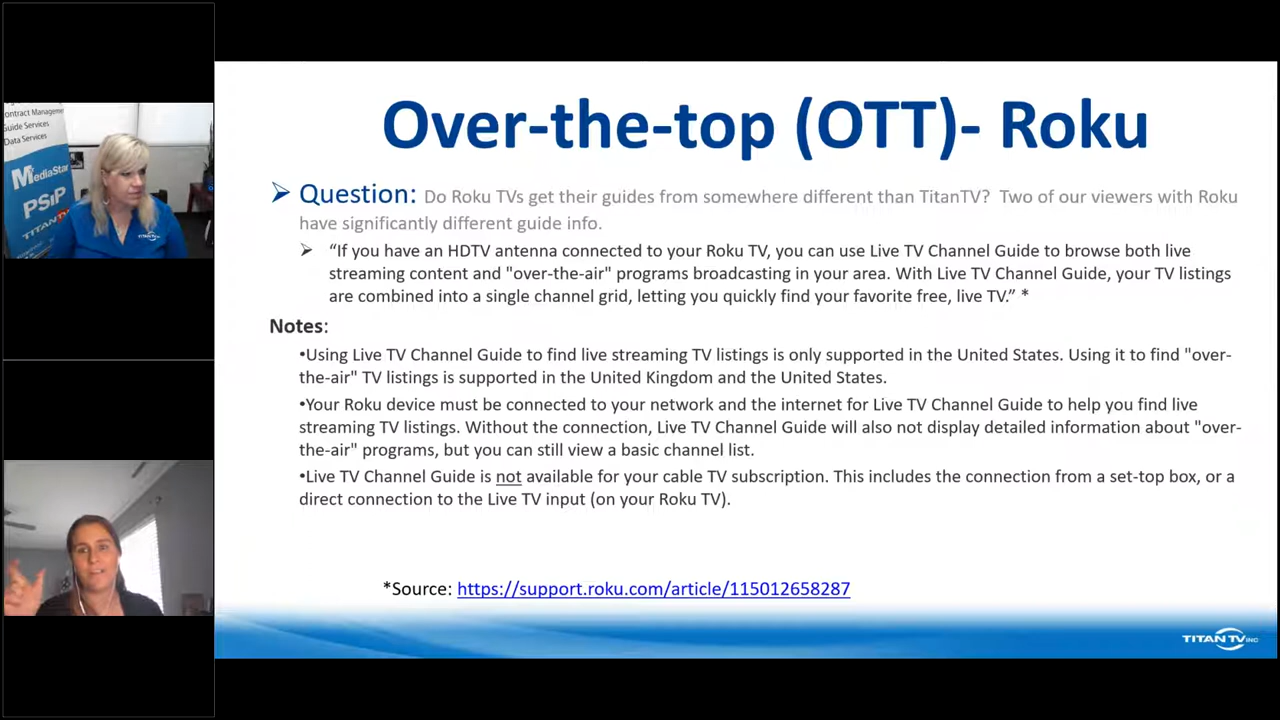 ontract Managem
Guide Services
Data Services
MediaStar
PSiP
TITANTV
TITANTV
Over-the-top (OTT)- Roku
➢ Question: Do Roku TVs get their guides from somewhere different than TitanTV? Two of our viewers with Roku
have significantly different guide info.
➢ “If you have an HDTV antenna connected to your Roku TV, you can use Live TV Channel Guide to browse both live
streaming content and "over-the-air" programs broadcasting in your area. With Live TV Channel Guide, your TV listings
are combined into a single channel grid, letting you quickly find your favorite free, live TV.” *
Notes:
•Using Live TV Channel Guide to find live streaming TV listings is only supported in the United States. Using it to find "over-
the-air" TV listings is supported in the United Kingdom and the United States.
•Your Roku device must be connected to your network and the internet for Live TV Channel Guide to help you find live
streaming TV listings. Without the connection, Live TV Channel Guide will also not display detailed information about "over-
the-air" programs, but you can still view a basic channel list.
•Live TV Channel Guide is not available for your cable TV subscription. This includes the connection from a set-top box, or a
direct connection to the Live TV input (on your Roku TV).
*Source: https://support.roku.com/article/115012658287
TITANTV INC